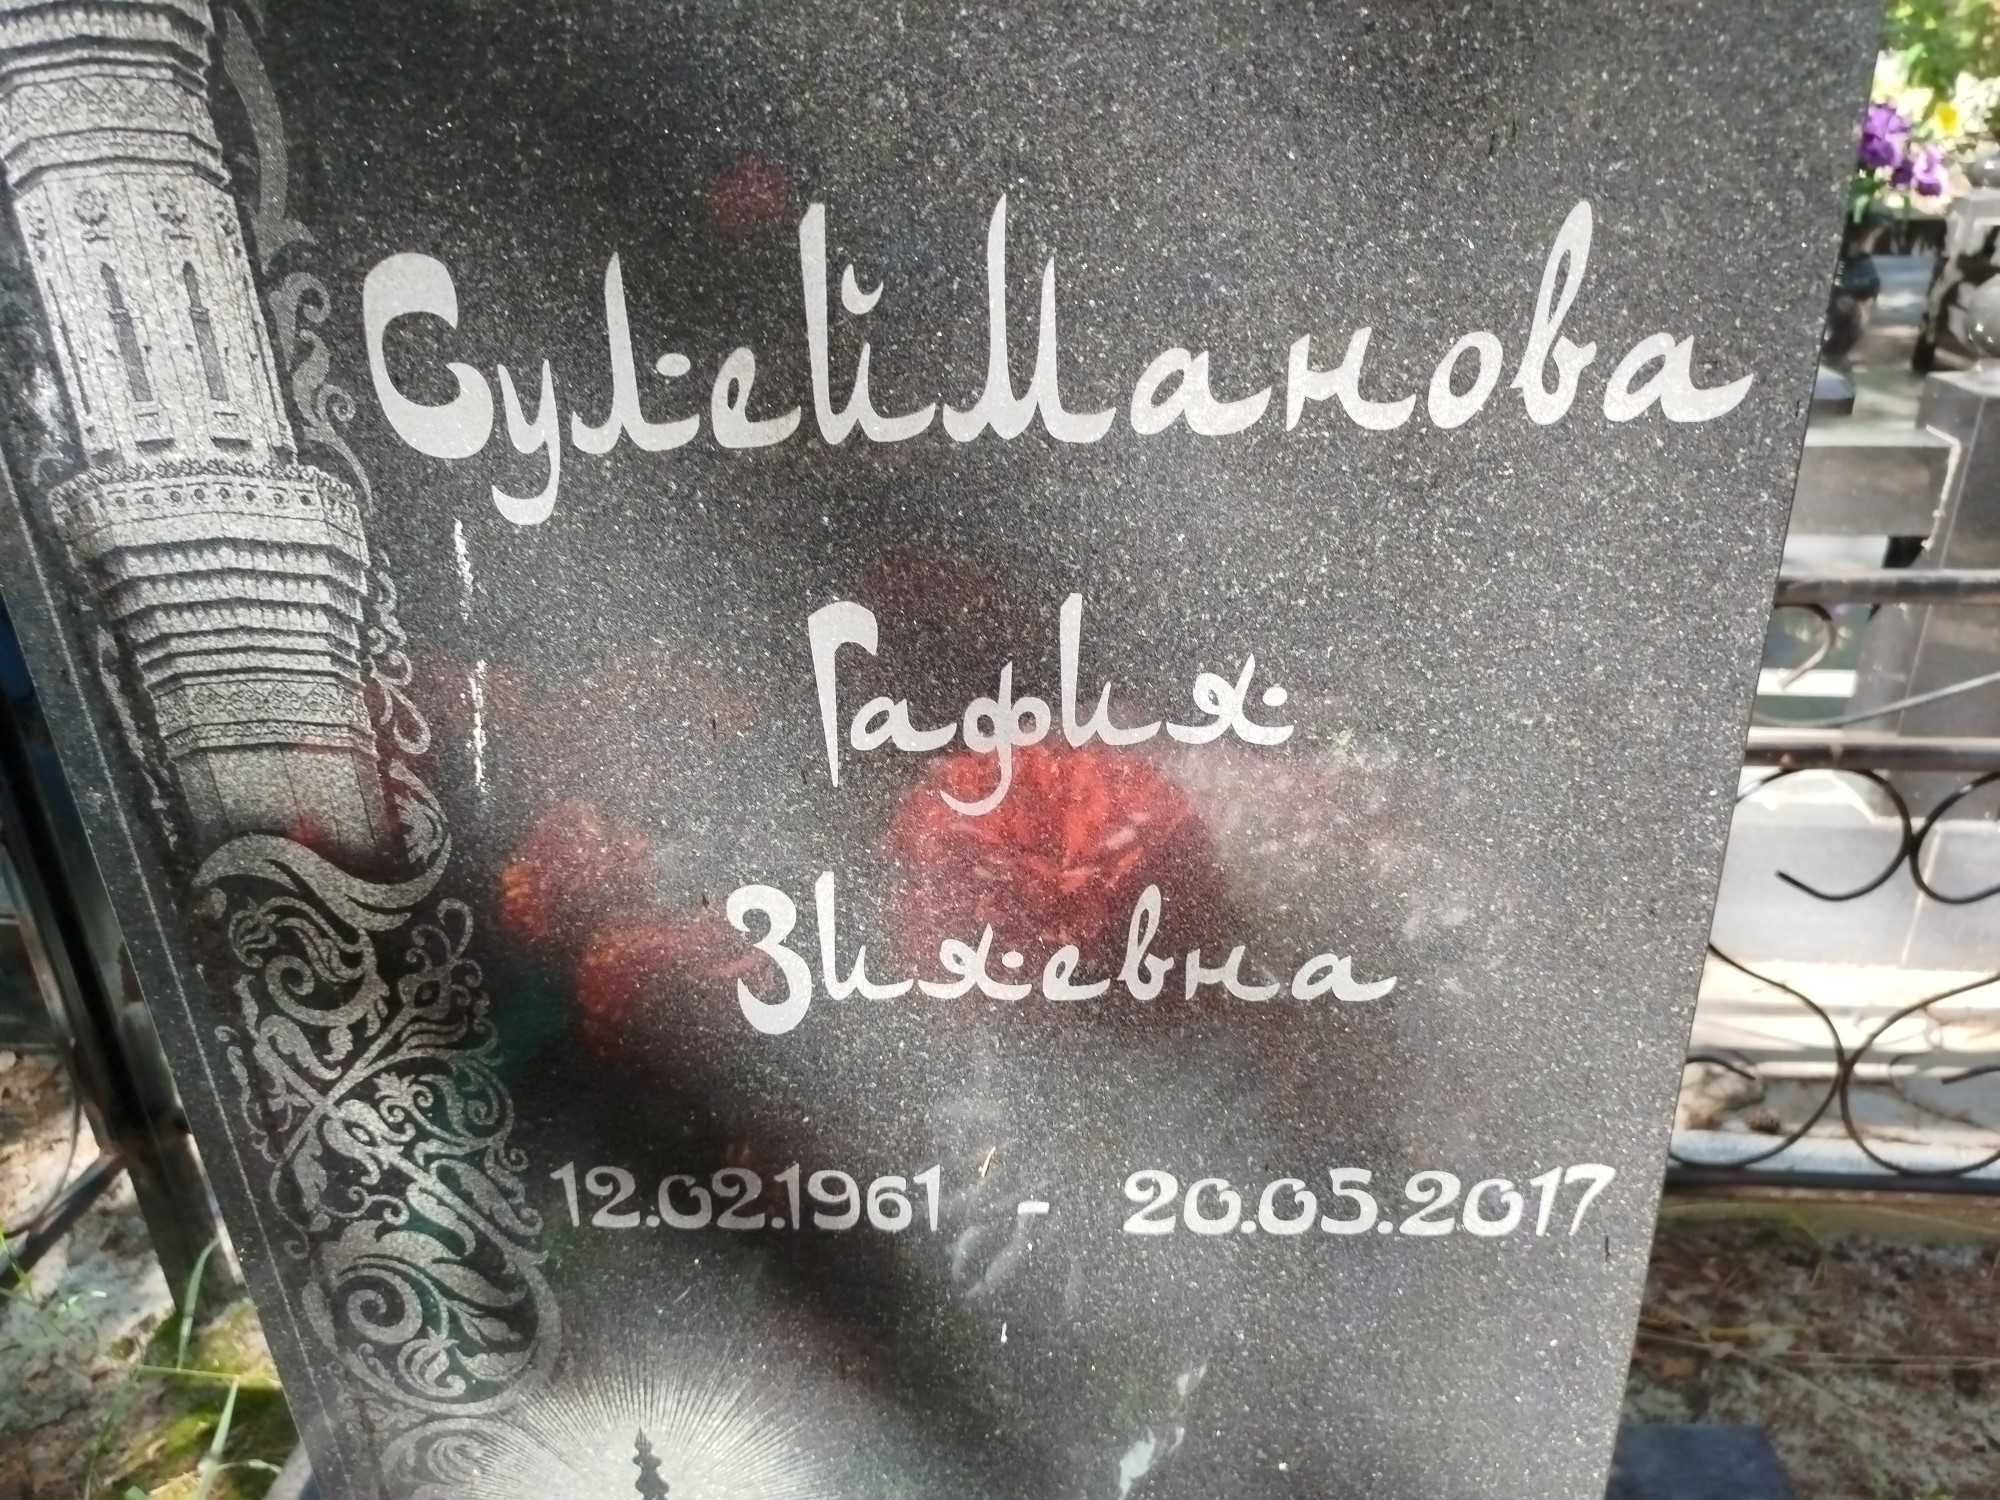 Сулейманова
Гафия
Зияевна
12.02.1961 - 20.05.2017